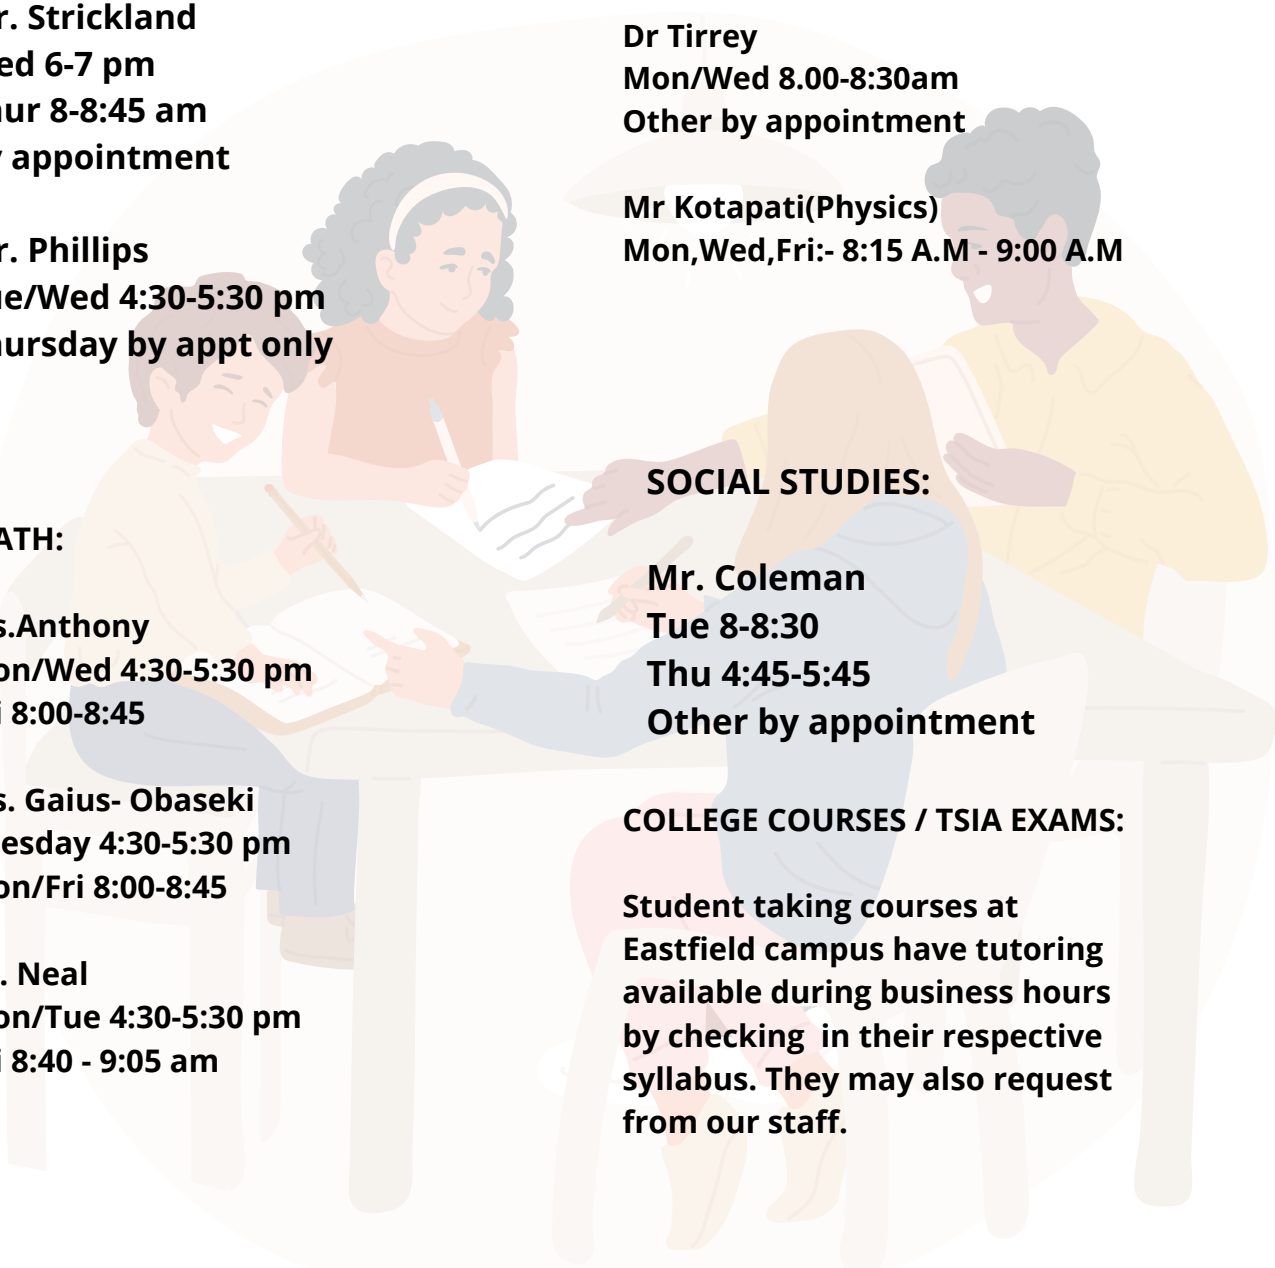 r. Strickland
ed 6-7 pm
ur 8-8:45 am
appointment
r. Phillips
e/Wed 4:30-5:30 pm
ursday by appt only
ATH:
s.Anthony
on/Wed 4:30-5:30 pm
i 8:00-8:45
s. Gaius- Obaseki
esday 4:30-5:30 pm
on/Fri 8:00-8:45
. Neal
on/Tue 4:30-5:30 pm
i 8:40 - 9:05 am
Dr Tirrey
Mon/Wed 8.00-8:30am
Other by appointment
Mr Kotapati(Physics)
Mon,Wed,Fri:- 8:15 A.M - 9:00 A.M
SOCIAL STUDIES:
Mr. Coleman
Tue 8-8:30
Thu 4:45-5:45
Other by appointment
COLLEGE COURSES / TSIA EXAMS:
Student taking courses at
Eastfield campus have tutoring
available during business hours
by checking  in their respective
syllabus. They may also request
from our staff.